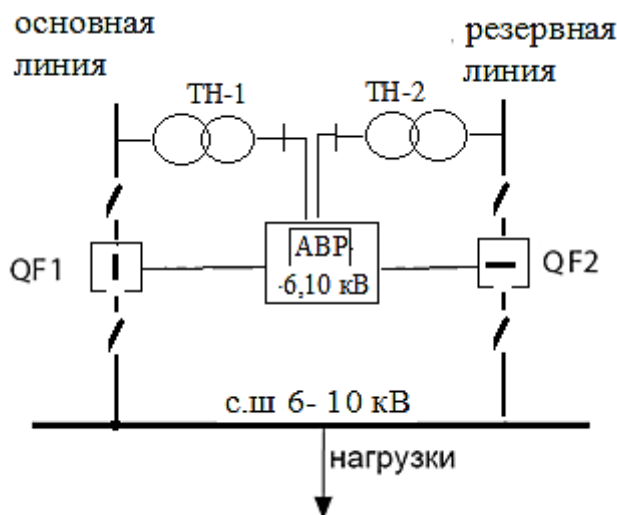 основная
линия
резервная
линия
ТН-1
ТН-2
QF1
АВР
6,10 кВ
QF2
с.ш 6- 10 кВ
нагрузки